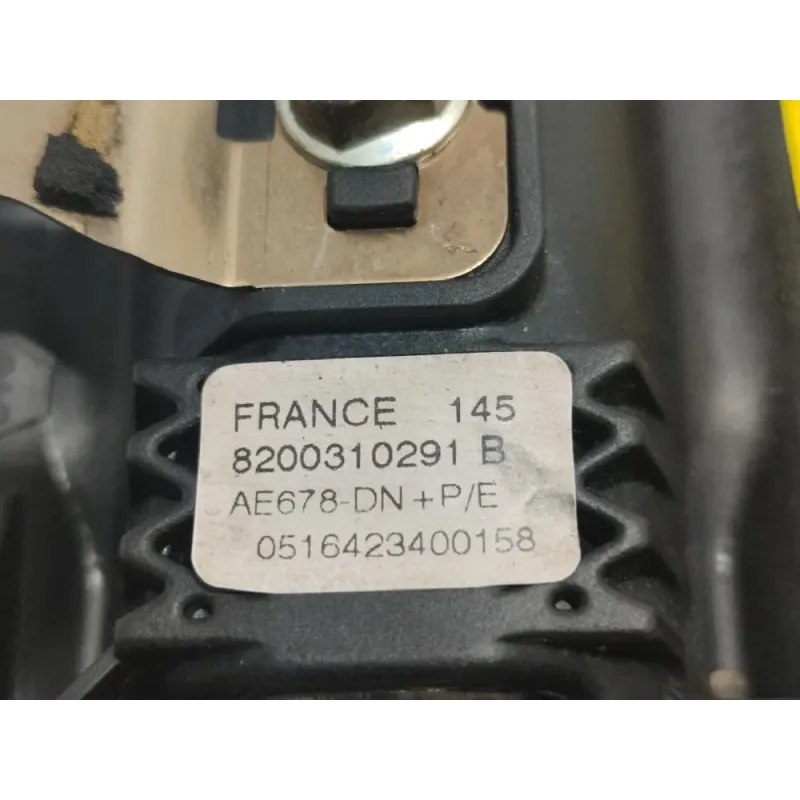 FRANCE 145
8200310291 B
AE678-DN+P/E
0516423400158